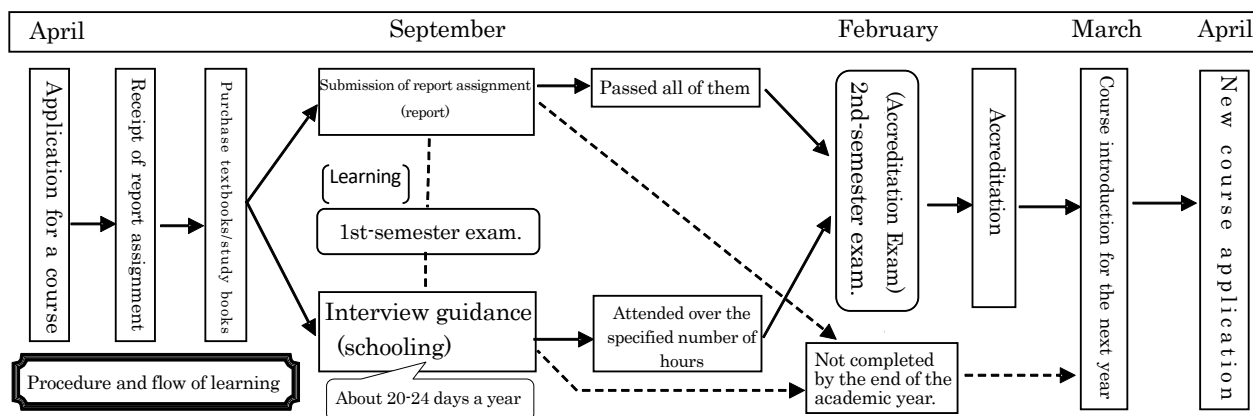 April
September
February
March
April
Application for a course
Receipt of report assignment
Purchase textbooks/study books
Submission of report assignment
(report)
Passed all of them
[Learning]
1st-semester exam.
Interview guidance
(schooling)
About 20-24 days a year
Attended over the
specified number of
hours
(Accreditation Exam)
2nd-semester exam.
Not completed
by the end of the
academic year.
Accreditation
Course introduction for the next year
New course application
Procedure and flow of learning